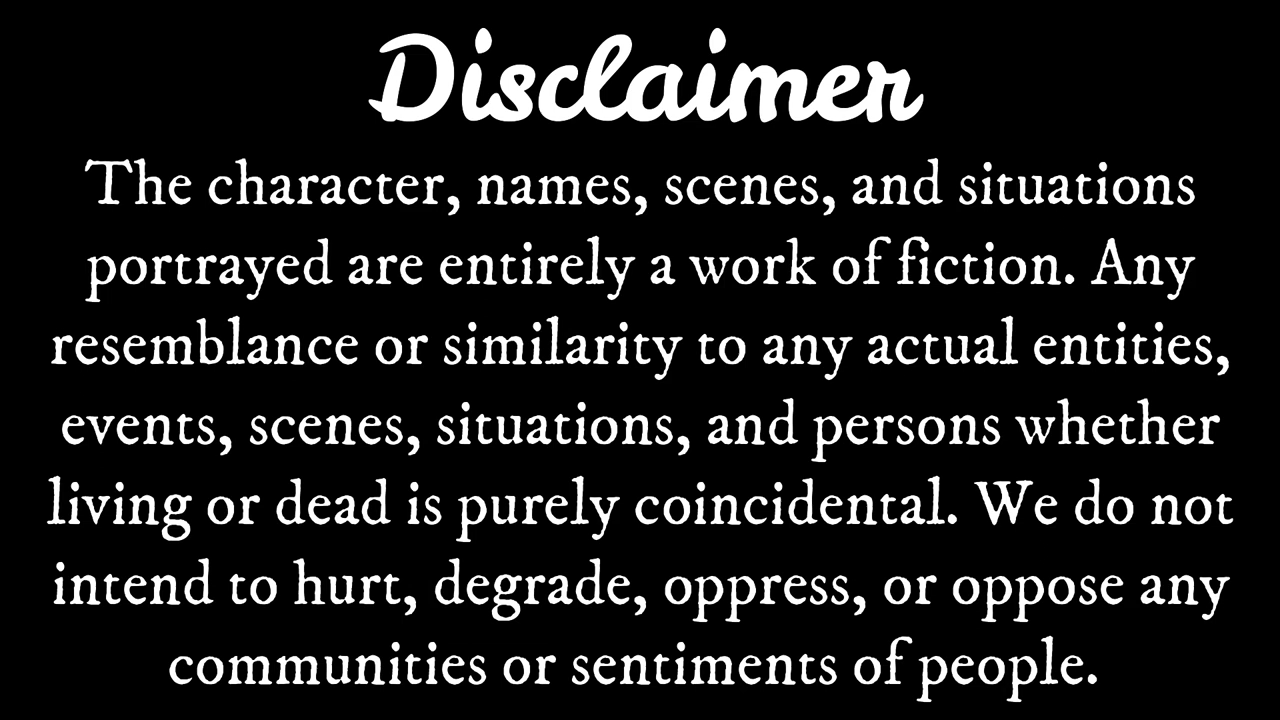 Disclaimer
The character, names, scenes, and situations
portrayed are entirely a work of fiction. Any
resemblance or similarity to any actual entities,
events, scenes, situations, and persons whether
living or dead is purely coincidental. We do not
intend to hurt, degrade, oppress, or oppose any
communities or sentiments of people.